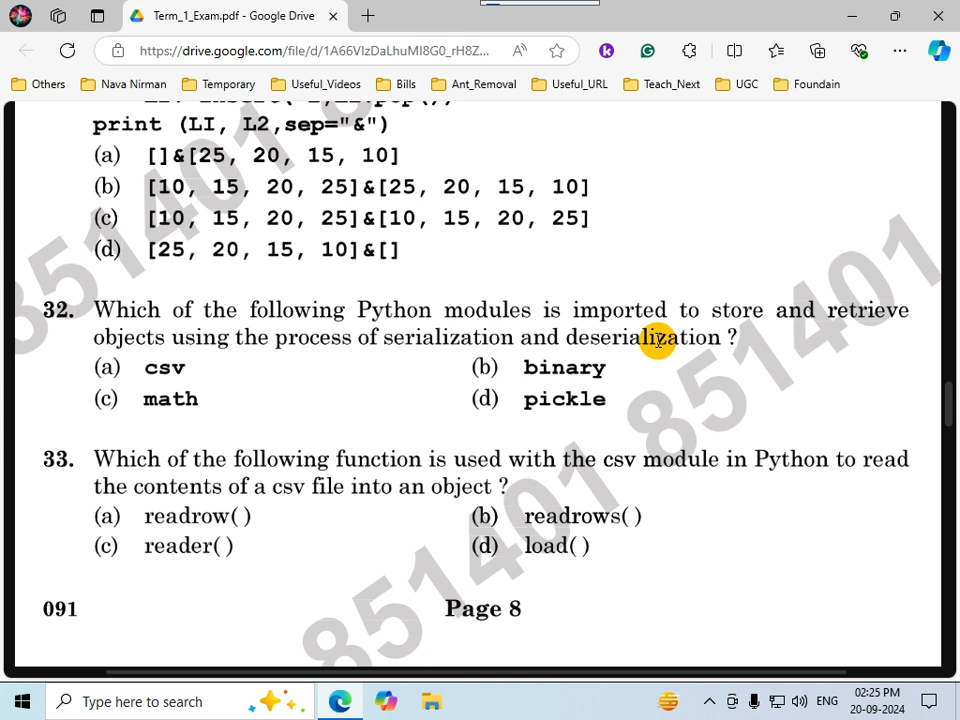 Term_1_Exam.pdf - Google Drive
https://drive.google.com/file/d/1A66VIzDaLhuMI8G0_rH8Z...
Others Nava Nirman Temporary Useful_Videos Bills Ant_Removal Useful_URL Teach_Next UGC Foundain
print (LI, L2,sep="&")
(a) []&[25, 20, 15, 10]
(b) [10, 15, 20, 25]&[25, 20, 15, 10]
(c) [10, 15, 20, 25]&[10, 15, 20, 25]
(d) [25, 20, 15, 10]&[]
32. Which of the following Python modules is imported to store and retrieve
objects using the process of serialization and deserialization ?
(a) csv (b) binary
(c) math (d) pickle
33. Which of the following function is used with the csv module in Python to read
the contents of a csv file into an object ?
(a) readrow( ) (b) readrows( )
(c) reader( ) (d) load( )
091 Page 8
851401 851401
851401 851401
Type here to search
ENG
02:25 PM
20-09-2024